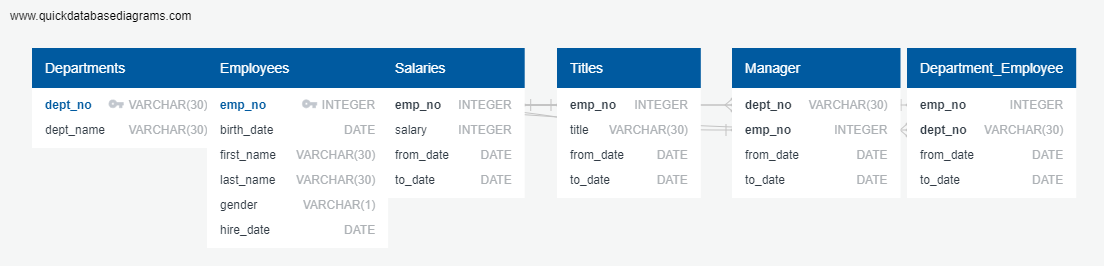 www.quickdatabasediagrams.com
Departments
dept_no VARCHAR(30)
dept_name VARCHAR(30)
Employees
emp_no INTEGER
birth_date DATE
first_name VARCHAR(30)
last_name VARCHAR(30)
gender VARCHAR(1)
hire_date DATE
Salaries
emp_no INTEGER
salary INTEGER
from_date DATE
to_date DATE
Titles
emp_no INTEGER
title VARCHAR(30)
from_date DATE
to_date DATE
Manager
dept_no VARCHAR(30)
emp_no INTEGER
from_date DATE
to_date DATE
Department_Employee
emp_no INTEGER
dept_no VARCHAR(30)
from_date DATE
to_date DATE